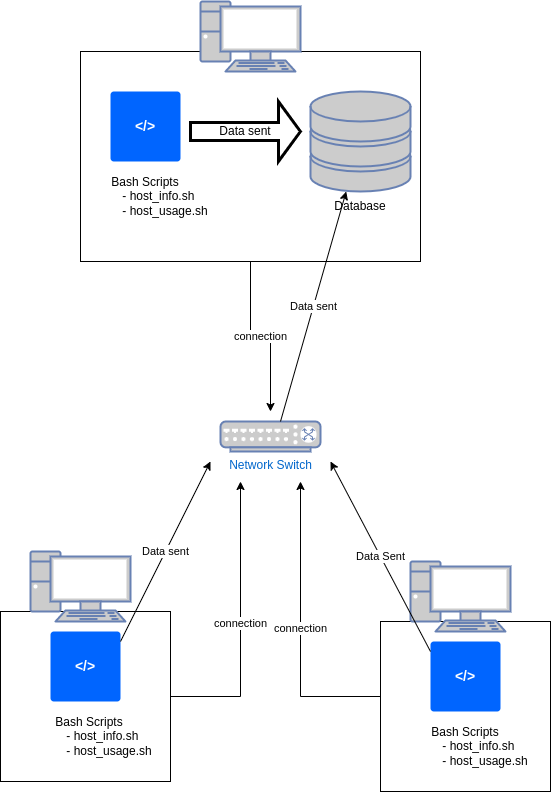 </>
Data sent
Bash Scripts
- host_info.sh
- host_usage.sh
Database
Data sent
connection
Network Switch
Data sent
Data Sent
connection
connection
</>
Bash Scripts
- host_info.sh
- host_usage.sh
</>
Bash Scripts
- host_info.sh
- host_usage.sh